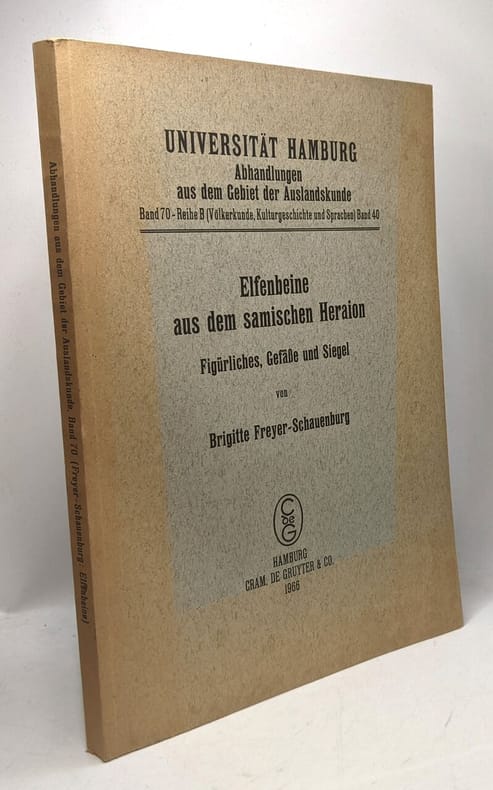 UNIVERSITÄT HAMBURG
Abhandlungen
aus dem Gebiet der Auslandskunde
Band 70 - Reihe B (Völkerkunde, Kulturgeschichte und Sprachen) Band 40
Elfenbeine
aus dem samischen Heraion
Figürliches, Gefäße und Siegel
von
Brigitte Freyer-Schauenburg
C
de
G
HAMBURG
CRAM, DE GRUYTER & CO.
1966
Abhandlungen aus dem Gebiet der Auslandskunde, Band 70 (Freyer-Schauenburg Elfenbeine)